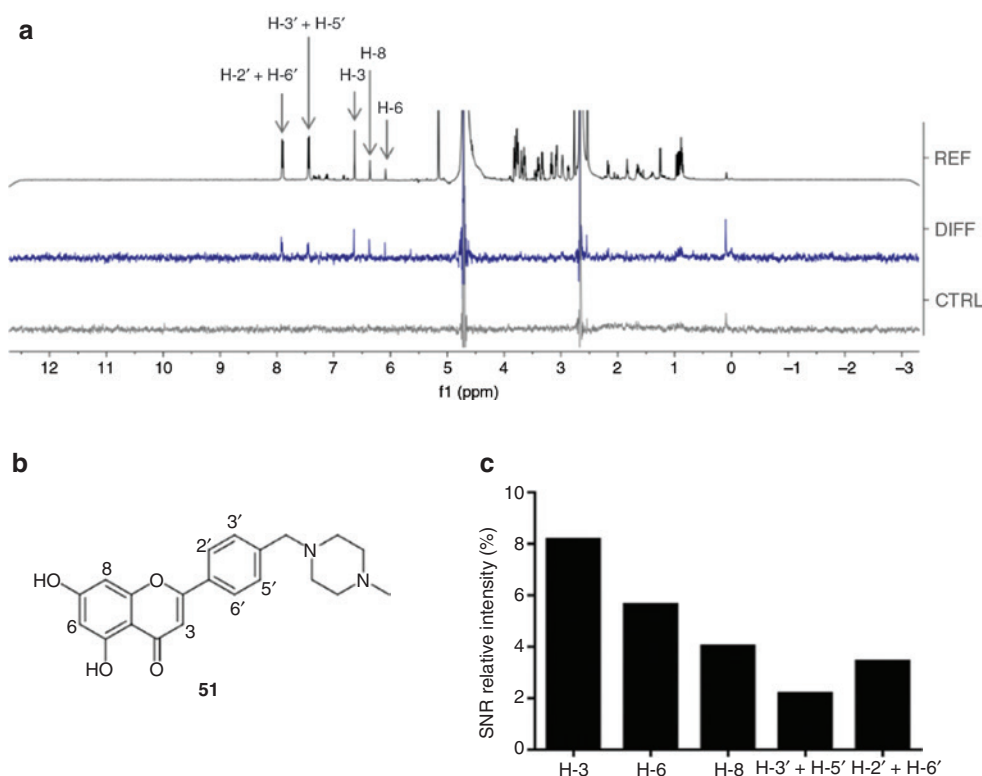 a
H-3′ + H-5′
H-8
H-2′ + H-6′
H-3
H-6
REF
DIFF
CTRL
12 11 10 9 8 7 6 5 4 3 2 1 0 −1 −2 −3
f1 (ppm)
b
3′
2′
N
8
O
5′
N
HO
6′
6
3
HO
O
51
c
10
8
6
4
2
0
SNR relative intensity (%)
H-3 H-6 H-8 H-3′ + H-5′ H-2′ + H-6′